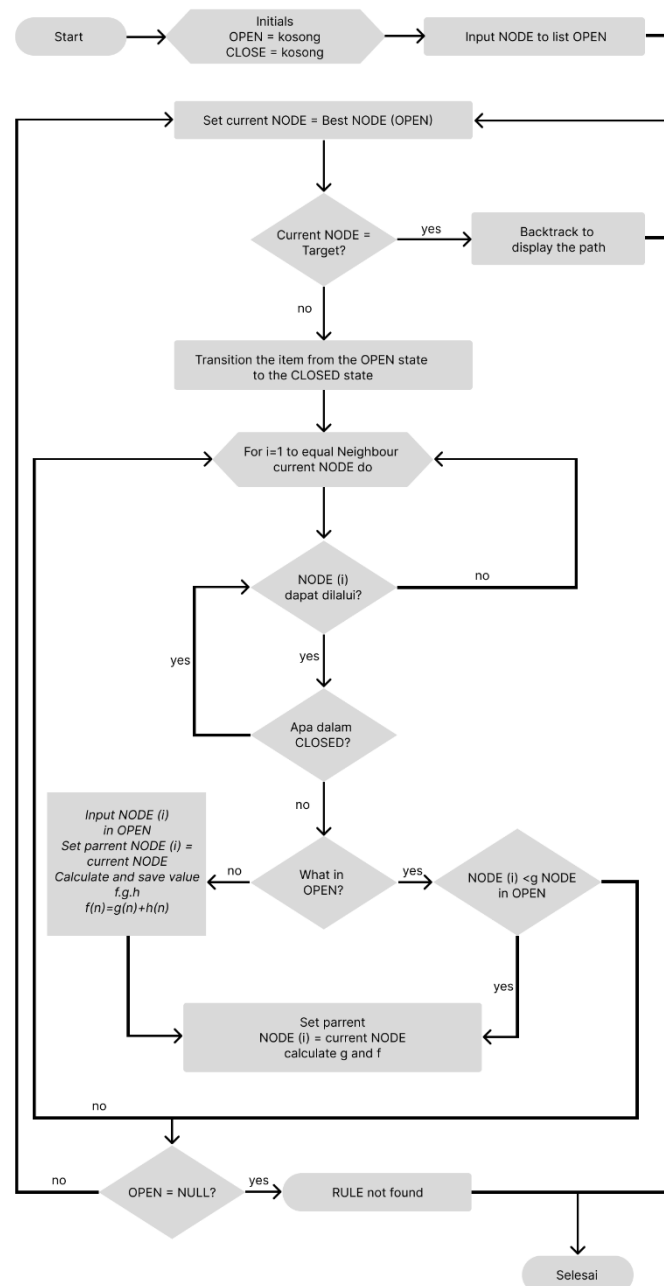 Start
Initials
OPEN = kosong
CLOSE = kosong
Input NODE to list OPEN
Set current NODE = Best NODE (OPEN)
Current NODE =
Target?
yes
Backtrack to
display the path
no
Transition the item from the OPEN state
to the CLOSED state
For i=1 to equal Neighbour
current NODE do
NODE (i)
dapat dilalui?
no
yes
yes
Apa dalam
CLOSED?
no
Input NODE (i)
in OPEN
Set parrent NODE (i) =
current NODE
Calculate and save value
f.g.h
f(n)=g(n)+h(n)
no
What in
OPEN?
yes
NODE (i) <g NODE
in OPEN
yes
Set parrent
NODE (i) = current NODE
calculate g and f
no
no
OPEN = NULL?
yes
RULE not found
Selesai